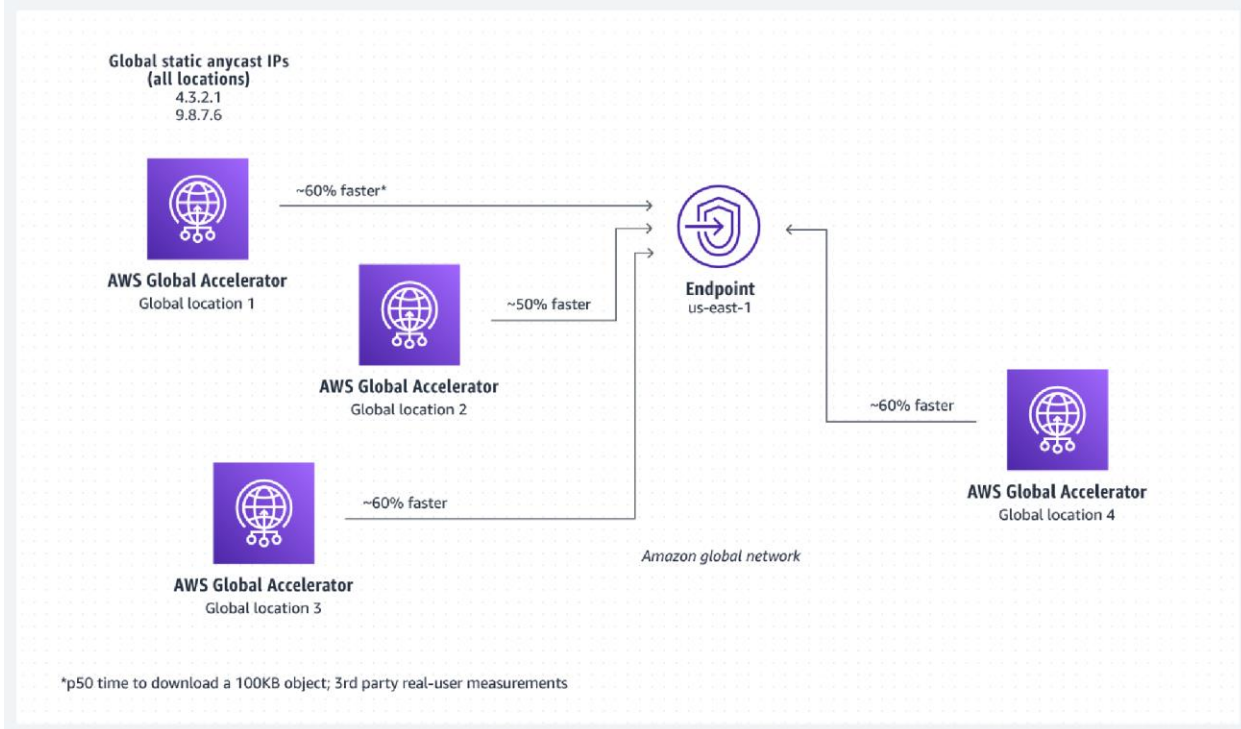 Global static anycast IPs
(all locations)
4.3.2.1
9.8.7.6
~60% faster*
AWS Global Accelerator
Global location 1
~50% faster
AWS Global Accelerator
Global location 2
Endpoint
us-east-1
~60% faster
AWS Global Accelerator
Global location 4
~60% faster
AWS Global Accelerator
Global location 3
Amazon global network
*p50 time to download a 100KB object; 3rd party real-user measurements